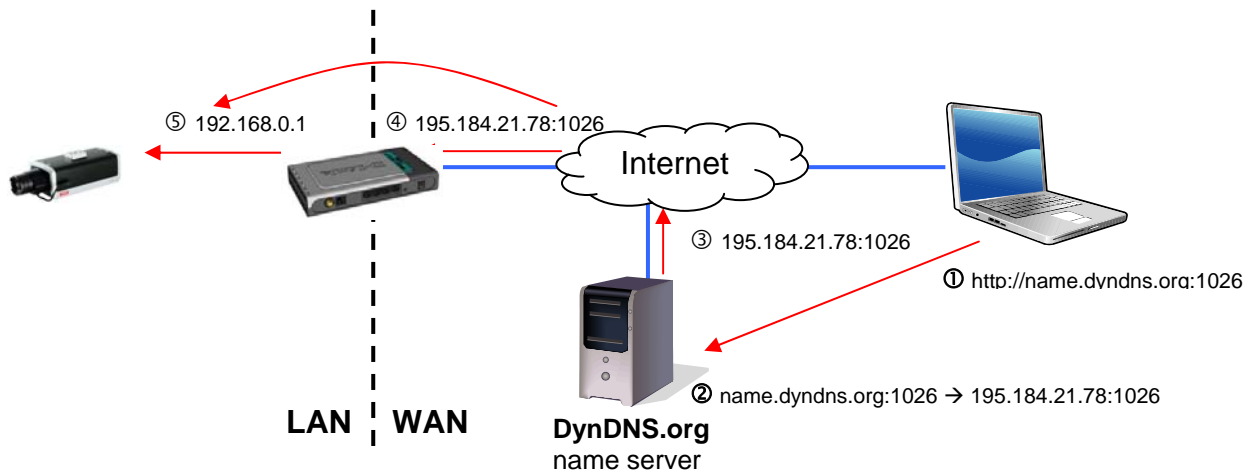 ⑤ 192.168.0.1
④ 195.184.21.78:1026
Internet
③ 195.184.21.78:1026
① http://name.dyndns.org:1026
② name.dyndns.org:1026 → 195.184.21.78:1026
LAN WAN
DynDNS.org
name server